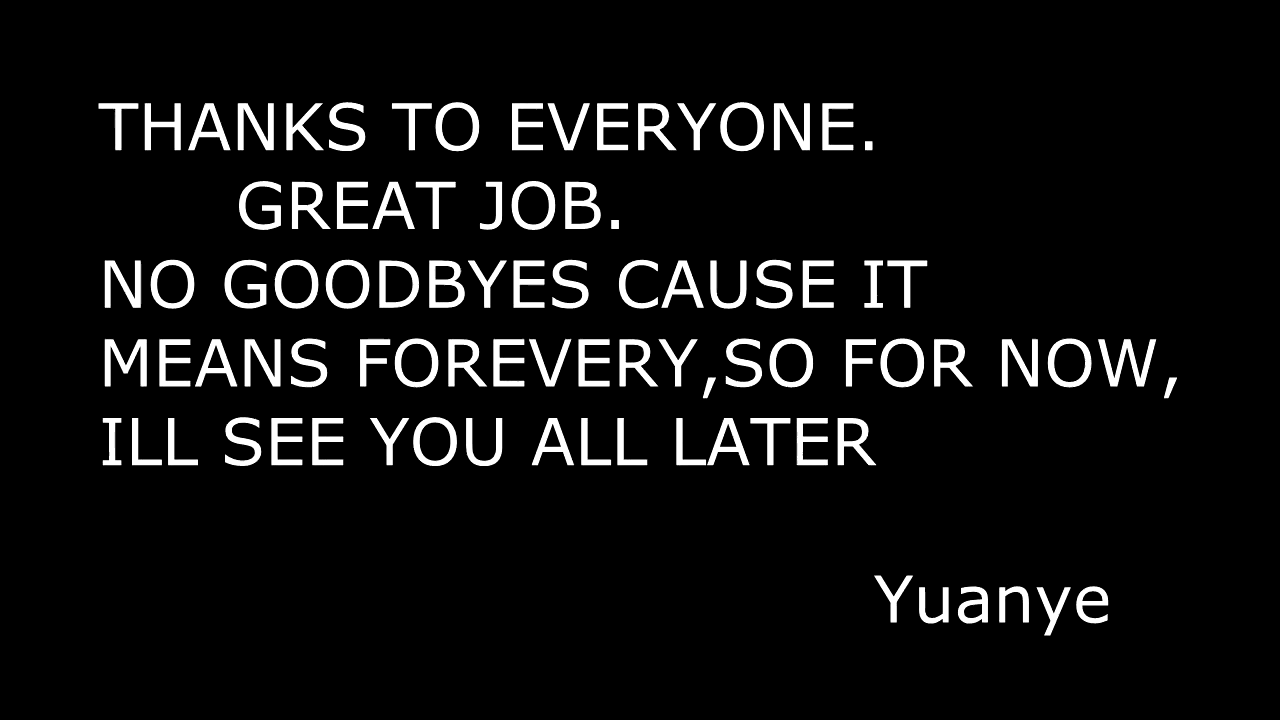 THANKS TO EVERYONE.
GREAT JOB.
NO GOODBYES CAUSE IT
MEANS FOREVERY,SO FOR NOW,
ILL SEE YOU ALL LATER
Yuanye